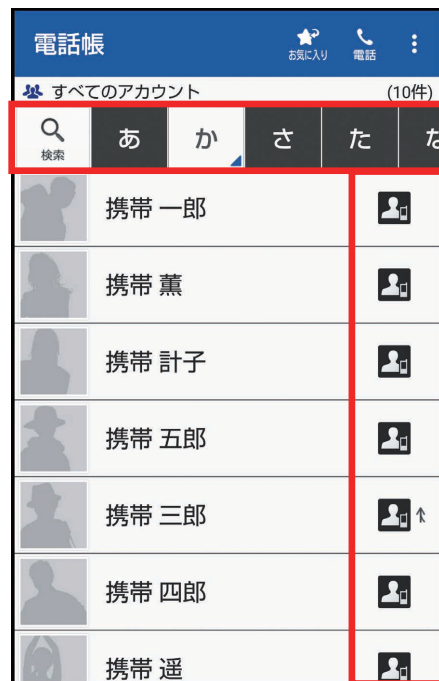 電話帳
お気に入り
電話
すべてのアカウント (10件)
検索 あ か さ た な
携帯 一郎
携帯 薫
携帯 計子
携帯 五郎
携帯 三郎
携帯 四郎
携帯 遥